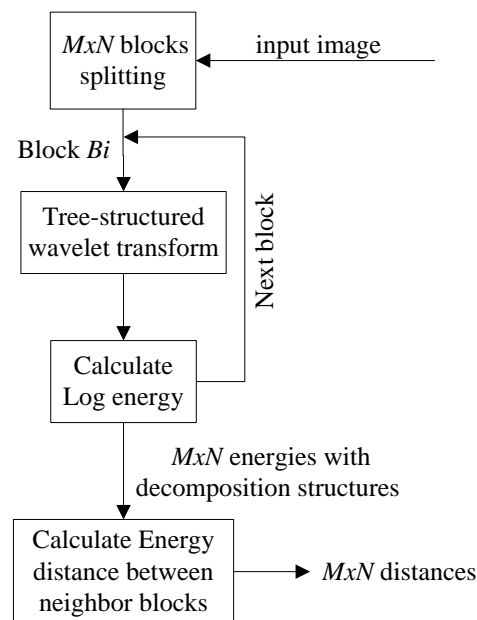 MxN blocks
splitting
input image
Block Bi
Tree-structured
wavelet transform
Next block
Calculate
Log energy
MxN energies with
decomposition structures
Calculate Energy
distance between
neighbor blocks
MxN distances